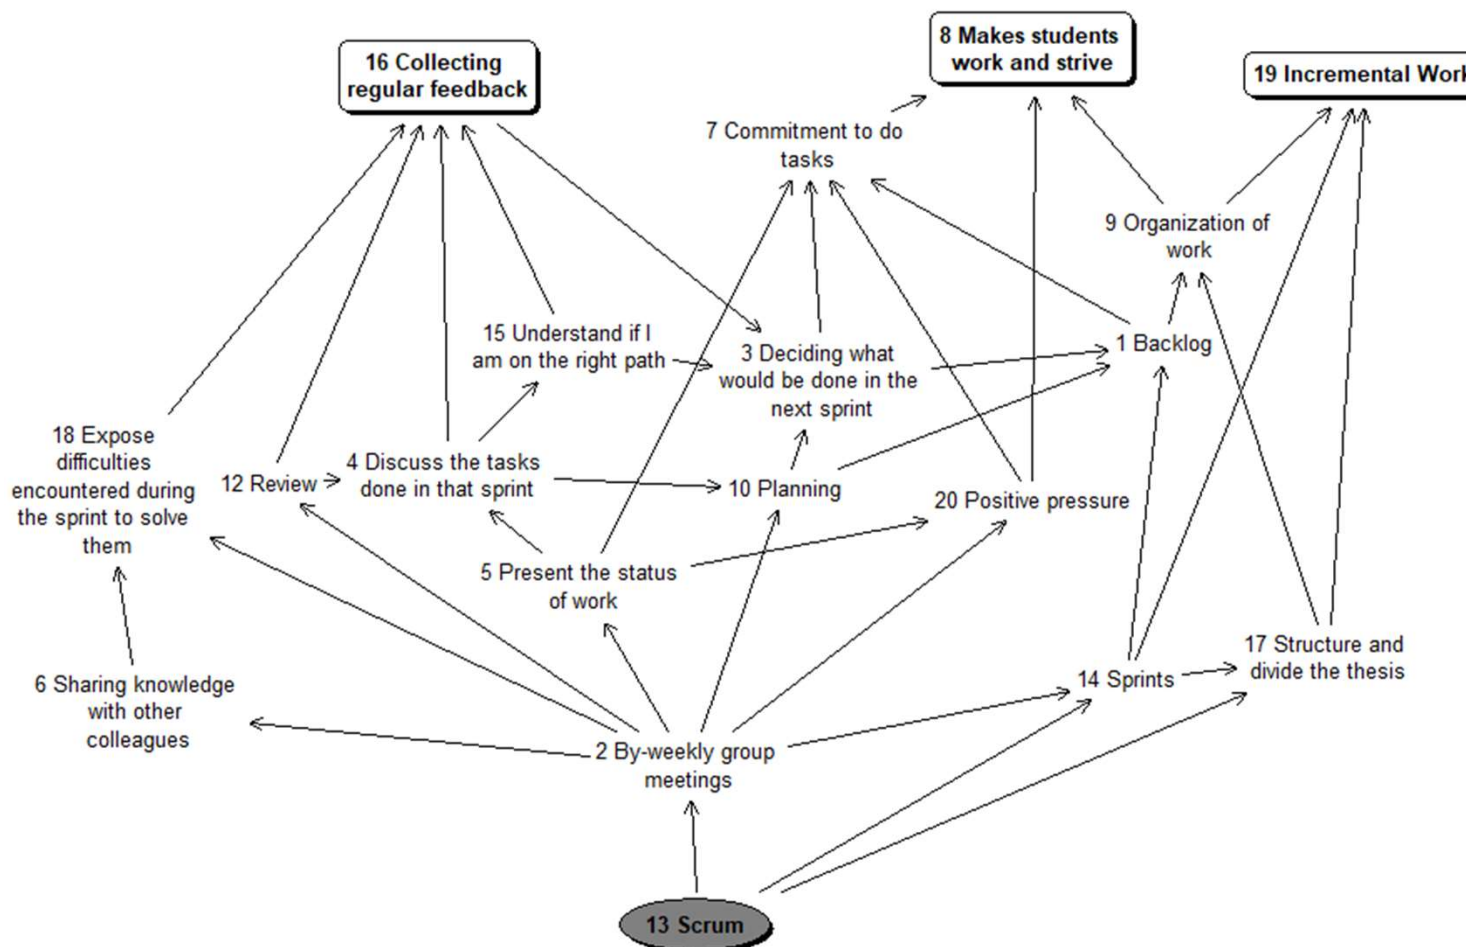 8 Makes students
work and strive
16 Collecting
regular feedback
19 Incremental Work
7 Commitment to do
tasks
9 Organization of
work
15 Understand if I
am on the right path
3 Deciding what
would be done in the
next sprint
1 Backlog
18 Expose
difficulties
encountered during
the sprint to solve
them
12 Review
4 Discuss the tasks
done in that sprint
10 Planning
20 Positive pressure
5 Present the status
of work
6 Sharing knowledge
with other
colleagues
14 Sprints
17 Structure and
divide the thesis
2 By-weekly group
meetings
13 Scrum